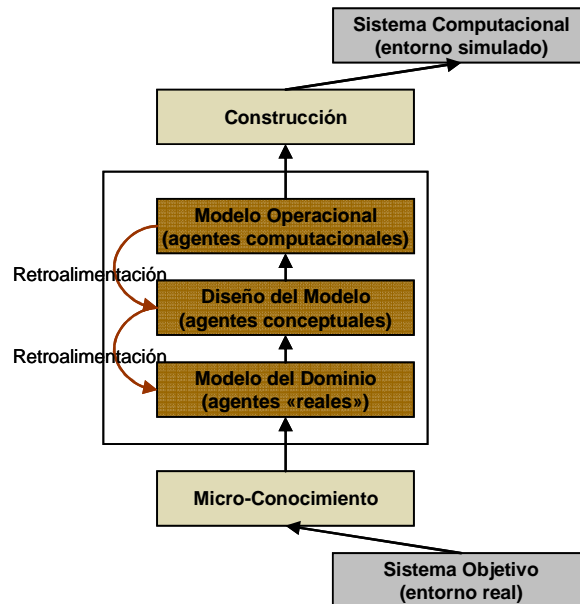 Sistema Computacional
(entorno simulado)
Construcción
Modelo Operacional
(agentes computacionales)
Retroalimentación
Diseño del Modelo
(agentes conceptuales)
Retroalimentación
Modelo del Dominio
(agentes «reales»)
Micro-Conocimiento
Sistema Objetivo
(entorno real)